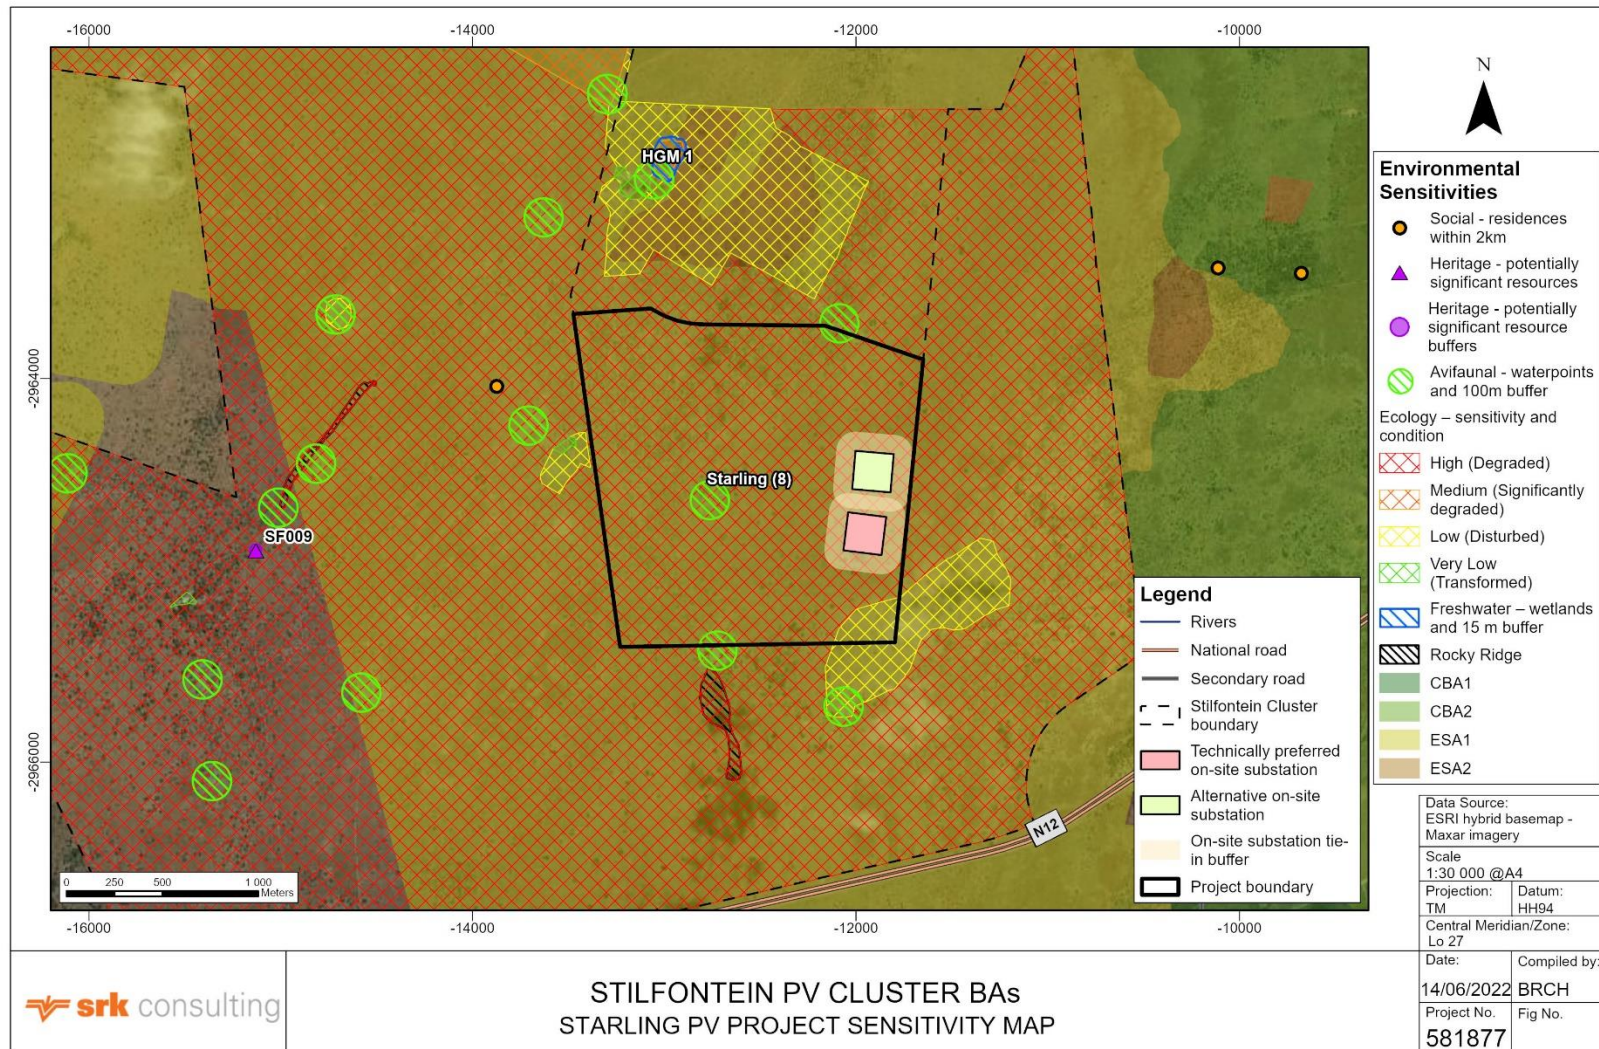 -16000
-14000
-12000
-10000
-2964000
-2966000
HGM 1
Starling (8)
SF009
N12
0 250 500 1 000
Meters
-16000
-14000
-12000
-10000
Legend
Rivers
National road
Secondary road
Stilfontein Cluster
boundary
Technically preferred
on-site substation
Alternative on-site
substation
On-site substation tie-
in buffer
Project boundary
N
Environmental
Sensitivities
Social - residences
within 2km
Heritage - potentially
significant resources
Heritage - potentially
significant resource
buffers
Avifaunal - waterpoints
and 100m buffer
Ecology – sensitivity and
condition
High (Degraded)
Medium (Significantly
degraded)
Low (Disturbed)
Very Low
(Transformed)
Freshwater – wetlands
and 15 m buffer
Rocky Ridge
CBA1
CBA2
ESA1
ESA2
Data Source:
ESRI hybrid basemap -
Maxar imagery
Scale
1:30 000 @A4
Projection: Datum:
TM HH94
Central Meridian/Zone:
Lo 27
Date: Compiled by:
14/06/2022 BRCH
Project No. Fig No.
581877
srk consulting
STILFONTEIN PV CLUSTER BAs
STARLING PV PROJECT SENSITIVITY MAP